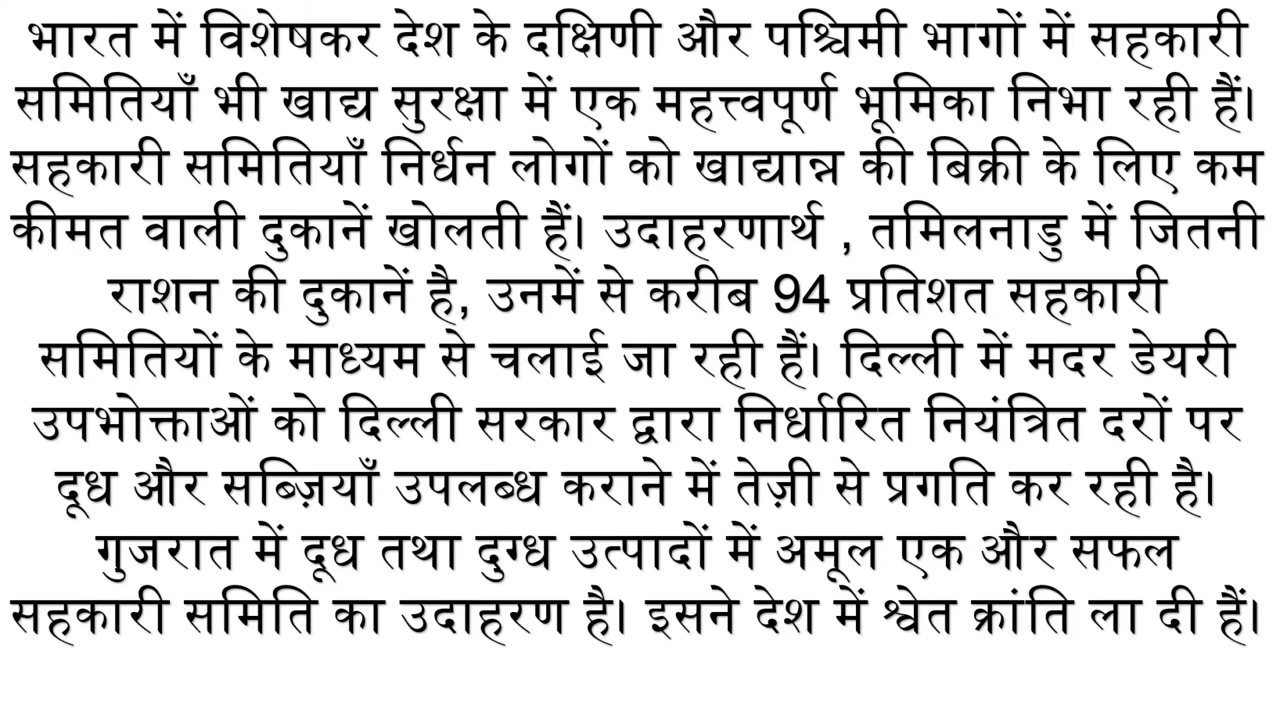 भारत में विशेषकर देश के दक्षिणी और पश्चिमी भागों में सहकारी
समितियाँ भी खाद्य सुरक्षा में एक महत्त्वपूर्ण भूमिका निभा रही हैं।
सहकारी समितियाँ निर्धन लोगों को खाद्यान्न की बिक्री के लिए कम
कीमत वाली दुकानें खोलती हैं। उदाहरणार्थ , तमिलनाडु में जितनी
राशन की दुकानें है, उनमें से करीब 94 प्रतिशत सहकारी
समितियों के माध्यम से चलाई जा रही हैं। दिल्ली में मदर डेयरी
उपभोक्ताओं को दिल्ली सरकार द्वारा निर्धारित नियंत्रित दरों पर
दूध और सब्ज़ियाँ उपलब्ध कराने में तेज़ी से प्रगति कर रही है।
गुजरात में दूध तथा दुग्ध उत्पादों में अमूल एक और सफल
सहकारी समिति का उदाहरण है। इसने देश में श्वेत क्रांति ला दी हैं।